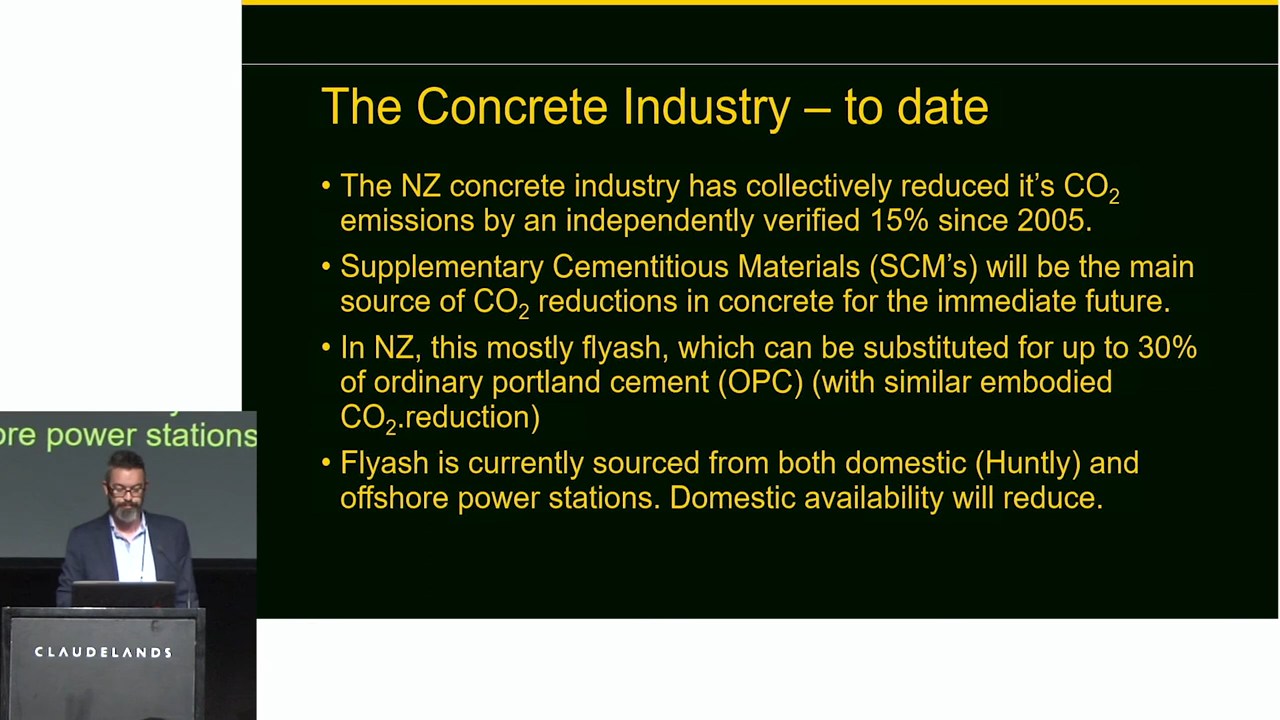 The Concrete Industry – to date
• The NZ concrete industry has collectively reduced it's CO2
emissions by an independently verified 15% since 2005.
• Supplementary Cementitious Materials (SCM's) will be the main
source of CO2 reductions in concrete for the immediate future.
• In NZ, this mostly flyash, which can be substituted for up to 30%
of ordinary portland cement (OPC) (with similar embodied
CO2.reduction)
• Flyash is currently sourced from both domestic (Huntly) and
offshore power stations. Domestic availability will reduce.
ore power stations
CLAUDELANDS